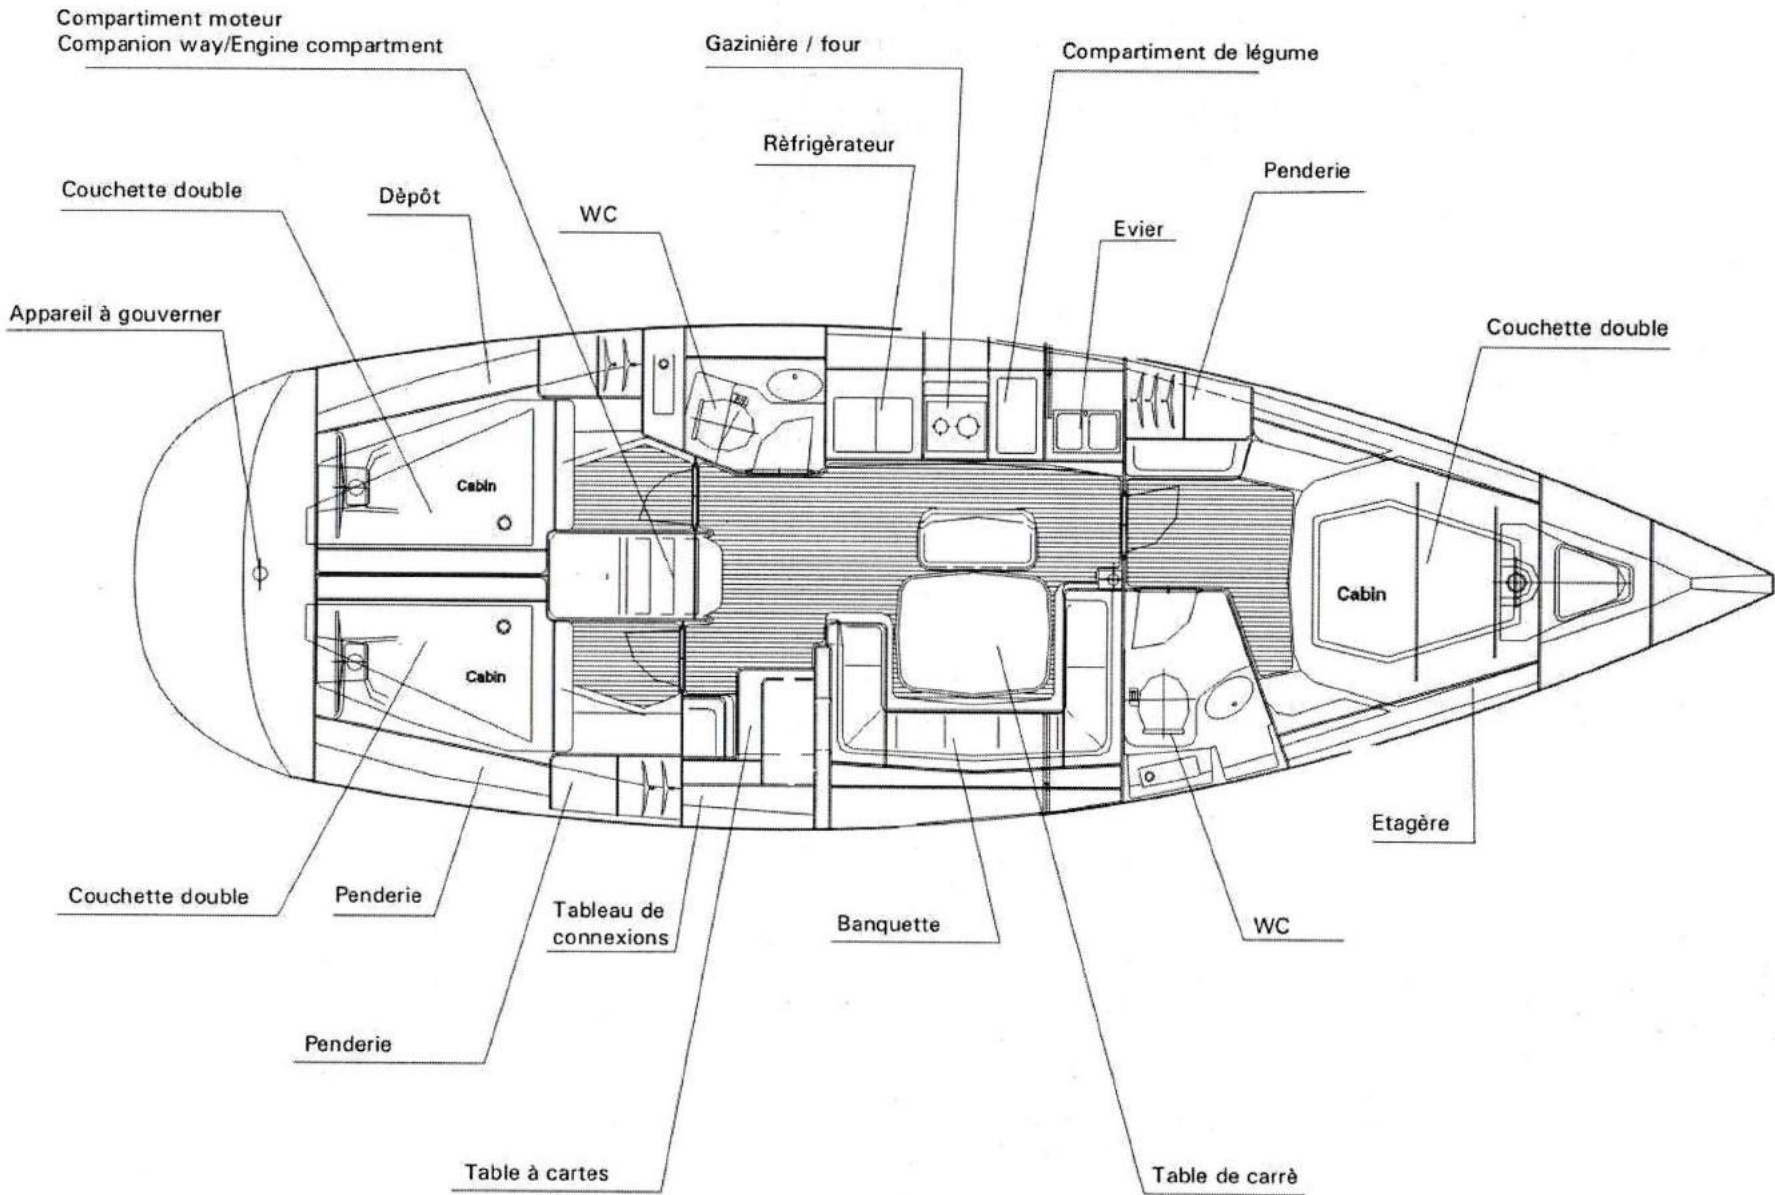 Compartiment moteur
Companion way/Engine compartment
Gazinière / four
Compartiment de légume
Rèfrigèrateur
Penderie
Couchette double
Dèpôt
WC
Evier
Appareil à gouverner
Couchette double
Cabin
Cabin
Cabin
Etagère
Couchette double
Penderie
Tableau de
connexions
Banquette
WC
Penderie
Table à cartes
Table de carrè